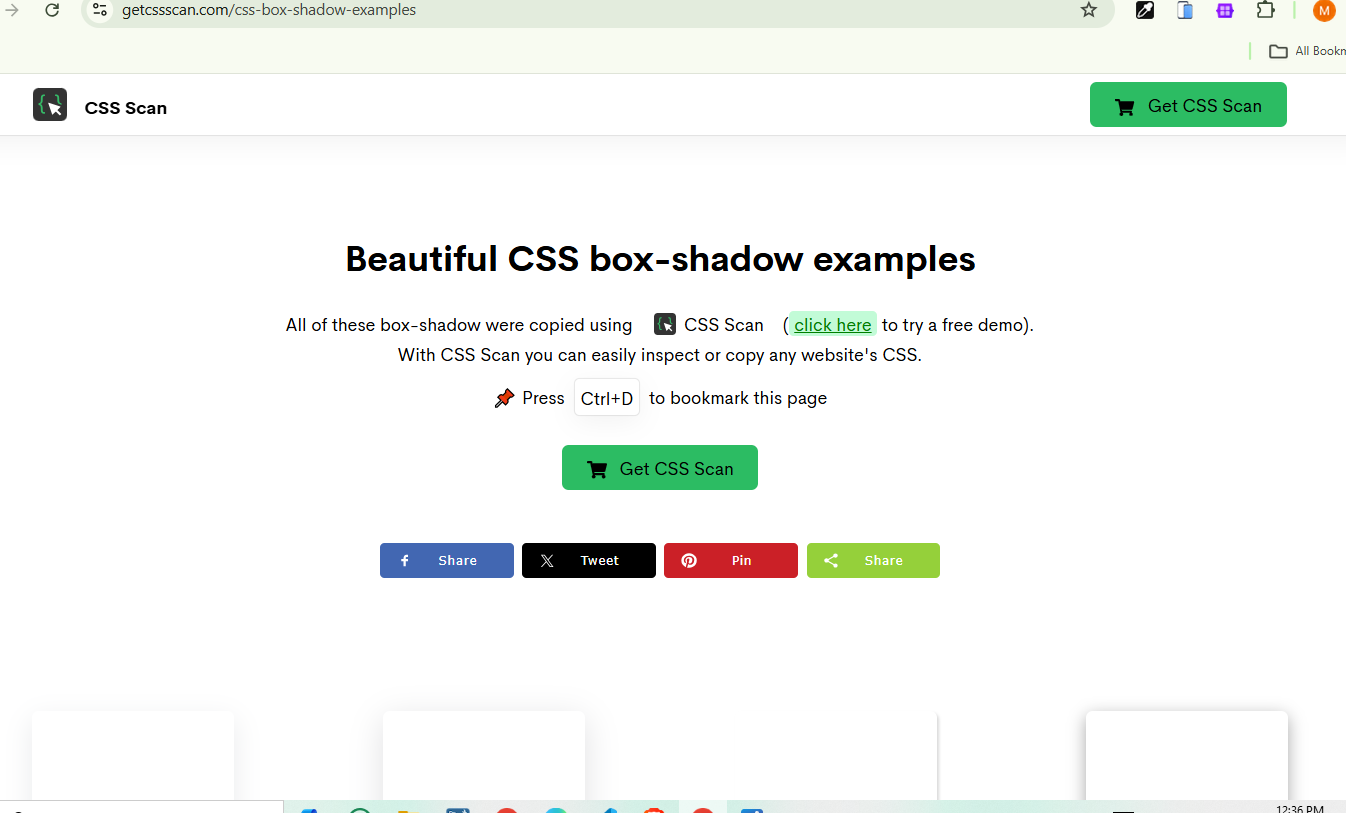 getcssscan.com/css-box-shadow-examples
M
All Bookm
CSS Scan
Get CSS Scan
Beautiful CSS box-shadow examples
All of these box-shadow were copied using CSS Scan (click here to try a free demo).
With CSS Scan you can easily inspect or copy any website's CSS.
Press Ctrl+D to bookmark this page
Get CSS Scan
Share Tweet Pin Share
12:36 PM